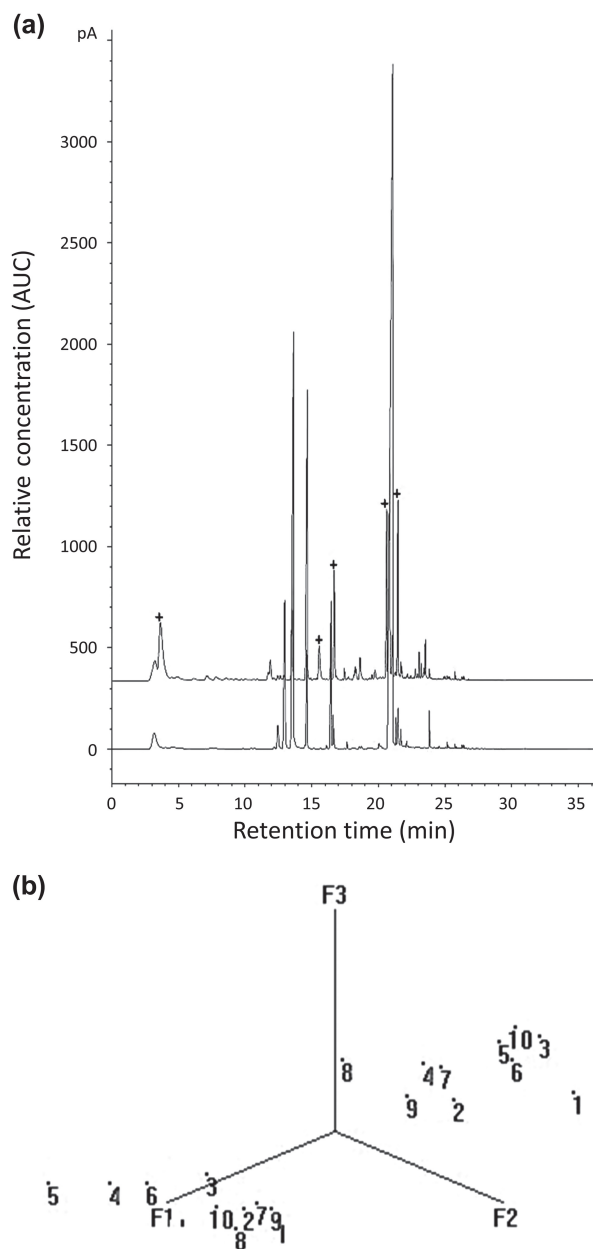 (a)
pA
Relative concentration (AUC)
3000
2500
2000
1500
1000
500
0
+ + + + +
0 5 10 15 20 25 30 35
Retention time (min)
(b)
F3
5 10 3
6
8 4 7
9 2 1
5 4 6 3
F1 F2
10 2 7 9 1
8